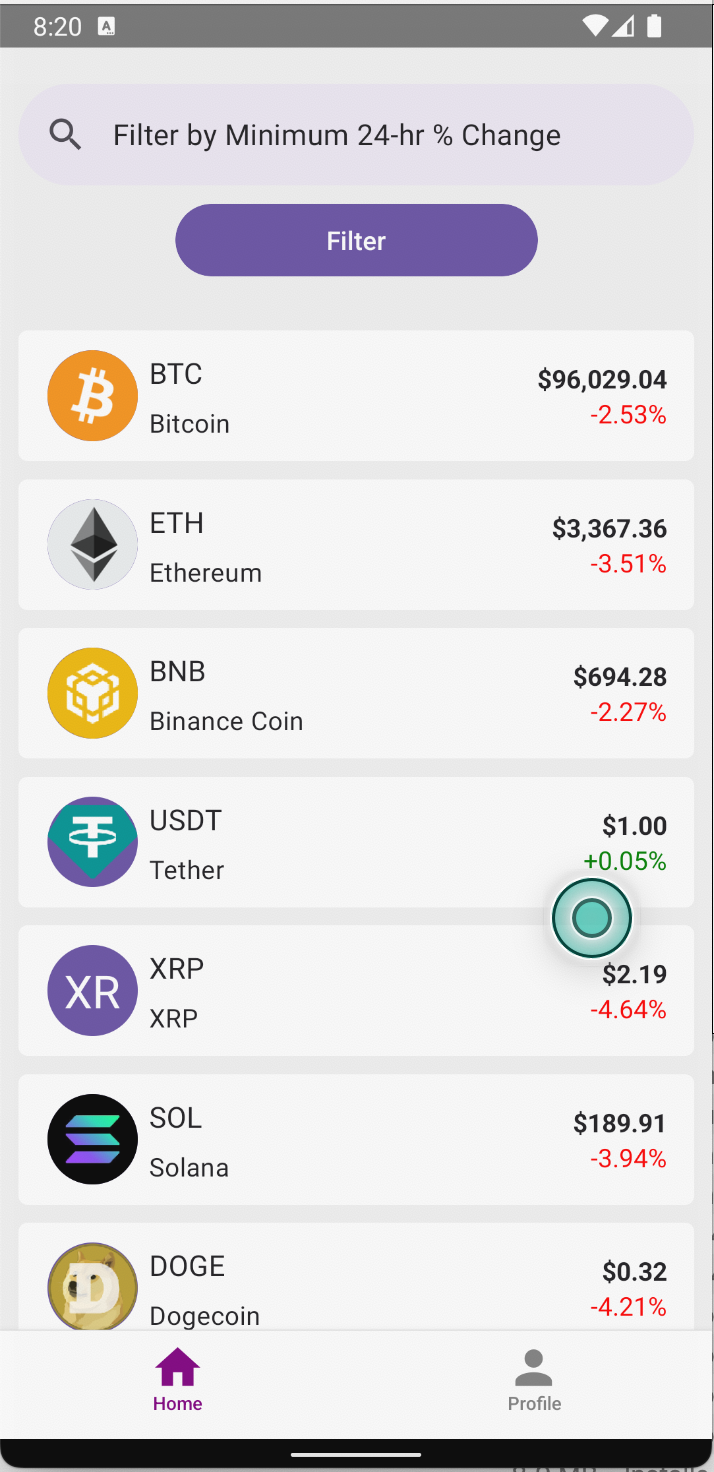 8:20 A
Filter by Minimum 24-hr % Change
Filter
BTC
$96,029.04
Bitcoin
-2.53%
ETH
$3,367.36
Ethereum
-3.51%
BNB
$694.28
Binance Coin
-2.27%
USDT
$1.00
Tether
+0.05%
XR
XRP
$2.19
XRP
-4.64%
SOL
$189.91
Solana
-3.94%
D
DOGE
$0.32
Dogecoin
-4.21%
Home
Profile